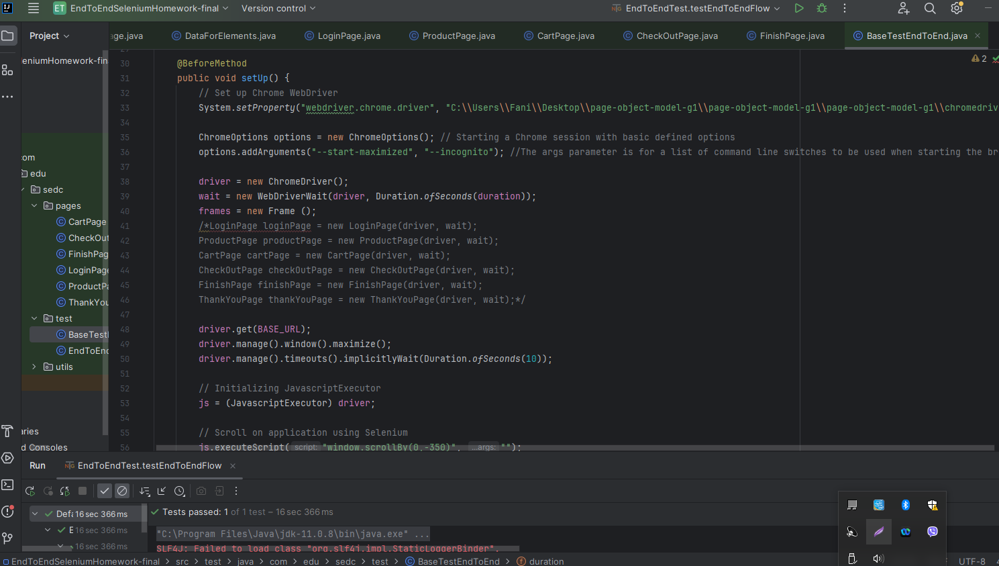 ET EndToEndSeleniumHomework-final Version control EndToEndTest.testEndToEndFlow
Project
age.java DataForElements.java LoginPage.java ProductPage.java CartPage.java CheckOutPage.java FinishPage.java BaseTestEndToEnd.java
leniumHomework-fin
com
edu
sedc
pages
CartPage
CheckOut
FinishPag
LoginPage
ProductPa
ThankYou
test
BaseTestE
EndToEnd
utils
aries
d Consoles
2
30 @BeforeMethod
31 public void setUp() {
32 // Set up Chrome WebDriver
33 System.setProperty("webdriver.chrome.driver", "C:\\Users\\Fani\\Desktop\\page-object-model-g1\\page-object-model-g1\\page-object-model-g1\\chromedriv
34
35 ChromeOptions options = new ChromeOptions(); // Starting a Chrome session with basic defined options
36 options.addArguments("--start-maximized", "--incognito"); //The args parameter is for a list of command line switches to be used when starting the br
37
38 driver = new ChromeDriver();
39 wait = new WebDriverWait(driver, Duration.ofSeconds(duration));
40 frames = new Frame ();
41 /*LoginPage loginPage = new LoginPage(driver, wait);
42 ProductPage productPage = new ProductPage(driver, wait);
43 CartPage cartPage = new CartPage(driver, wait);
44 CheckOutPage checkOutPage = new CheckOutPage(driver, wait);
45 FinishPage finishPage = new FinishPage(driver, wait);
46 ThankYouPage thankYouPage = new ThankYouPage(driver, wait);*/
47
48 driver.get(BASE_URL);
49 driver.manage().window().maximize();
50 driver.manage().timeouts().implicitlyWait(Duration.ofSeconds(10));
51
52 // Initializing JavascriptExecutor
53 js = (JavascriptExecutor) driver;
54
55 // Scroll on application using Selenium
56 js.executeScript( script: "window.scrollBy(0,-350)", ...args: "");
Run EndToEndTest.testEndToEndFlow
Defa 16 sec 366 ms
E 16 sec 366 ms
16 sec 366 ms
Tests passed: 1 of 1 test – 16 sec 366 ms
"C:\Program Files\Java\jdk-11.0.8\bin\java.exe" ...
SLF4J: Failed to load class "org.slf4j.impl.StaticLoggerBinder".
EndToEndSeleniumHomework-final > src > test > java > com > edu > sedc > test > BaseTestEndToEnd > duration
UTF-8